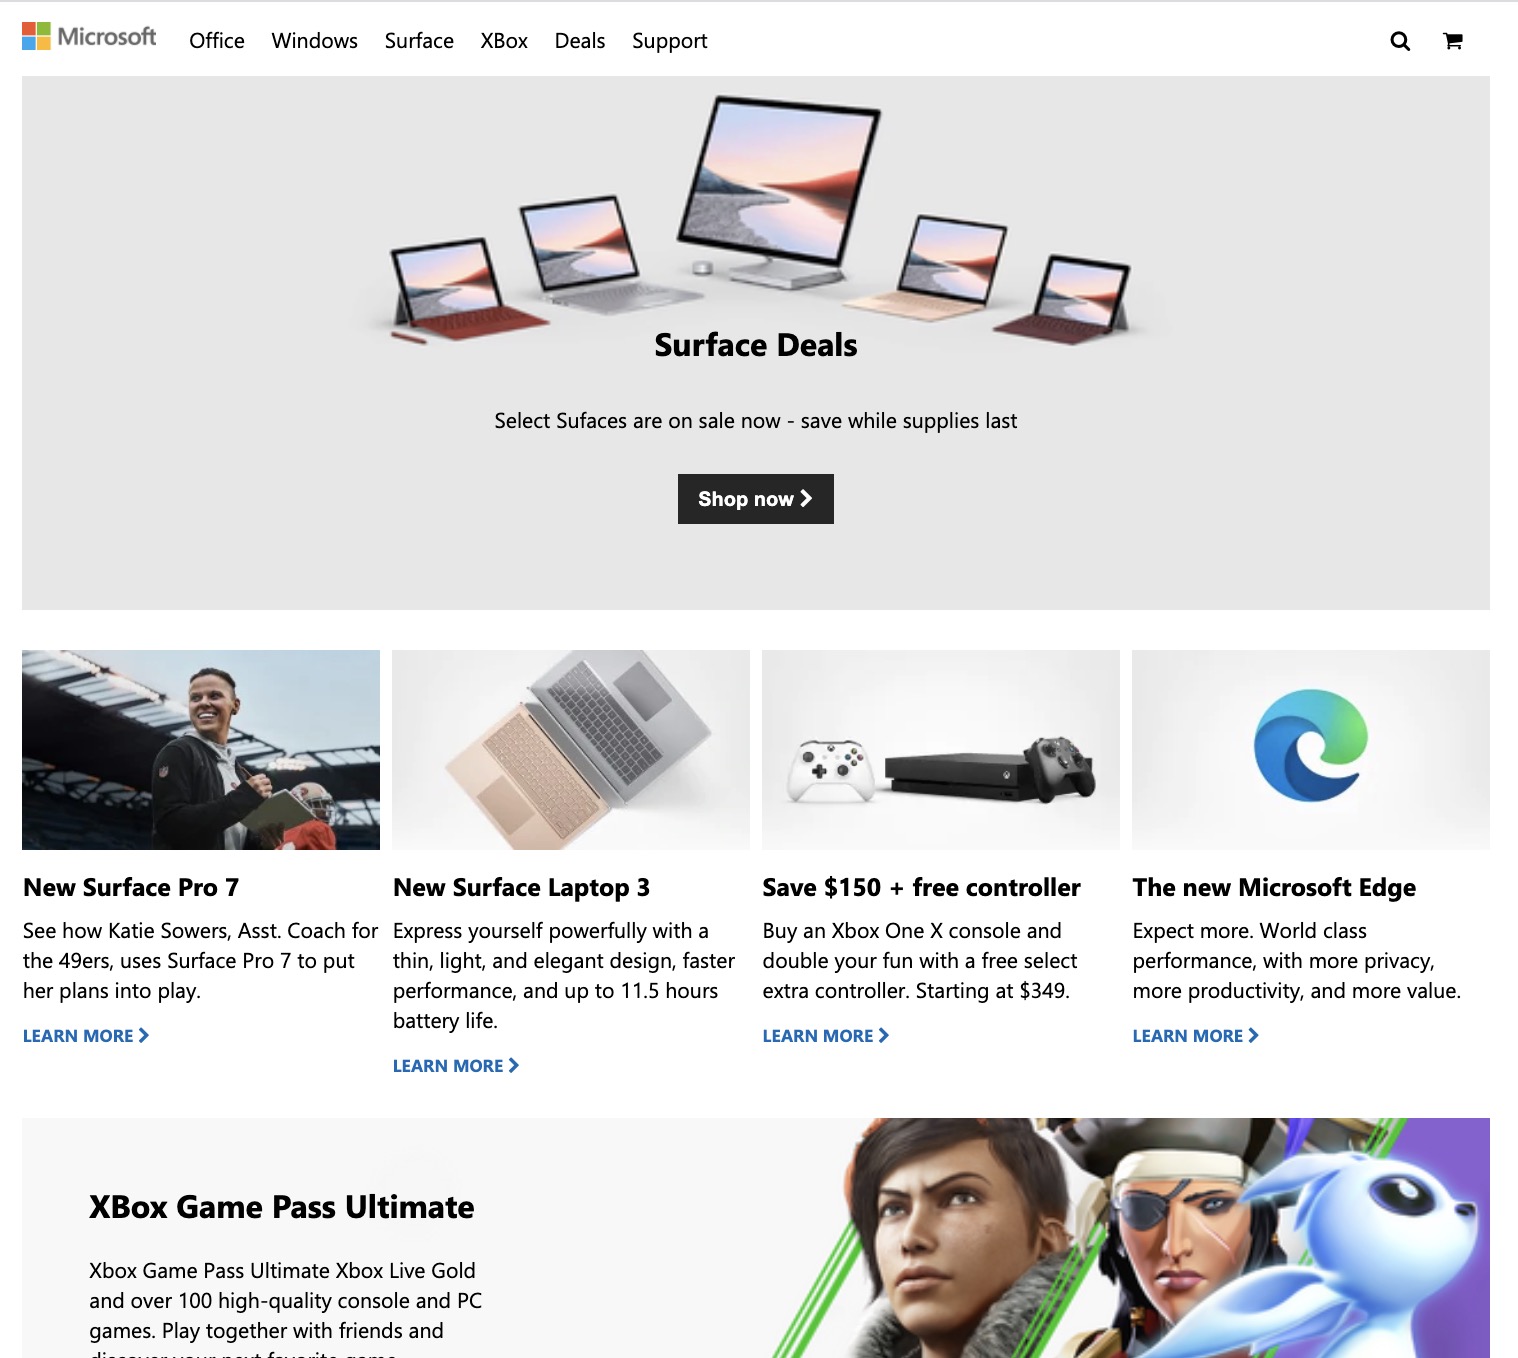 Microsoft Office Windows Surface XBox Deals Support
Surface Deals
Select Sufaces are on sale now - save while supplies last
Shop now
New Surface Pro 7
See how Katie Sowers, Asst. Coach for
the 49ers, uses Surface Pro 7 to put
her plans into play.
LEARN MORE
New Surface Laptop 3
Express yourself powerfully with a
thin, light, and elegant design, faster
performance, and up to 11.5 hours
battery life.
LEARN MORE
Save $150 + free controller
Buy an Xbox One X console and
double your fun with a free select
extra controller. Starting at $349.
LEARN MORE
The new Microsoft Edge
Expect more. World class
performance, with more privacy,
more productivity, and more value.
LEARN MORE
XBox Game Pass Ultimate
Xbox Game Pass Ultimate Xbox Live Gold
and over 100 high-quality console and PC
games. Play together with friends and
discover your next favorite game.